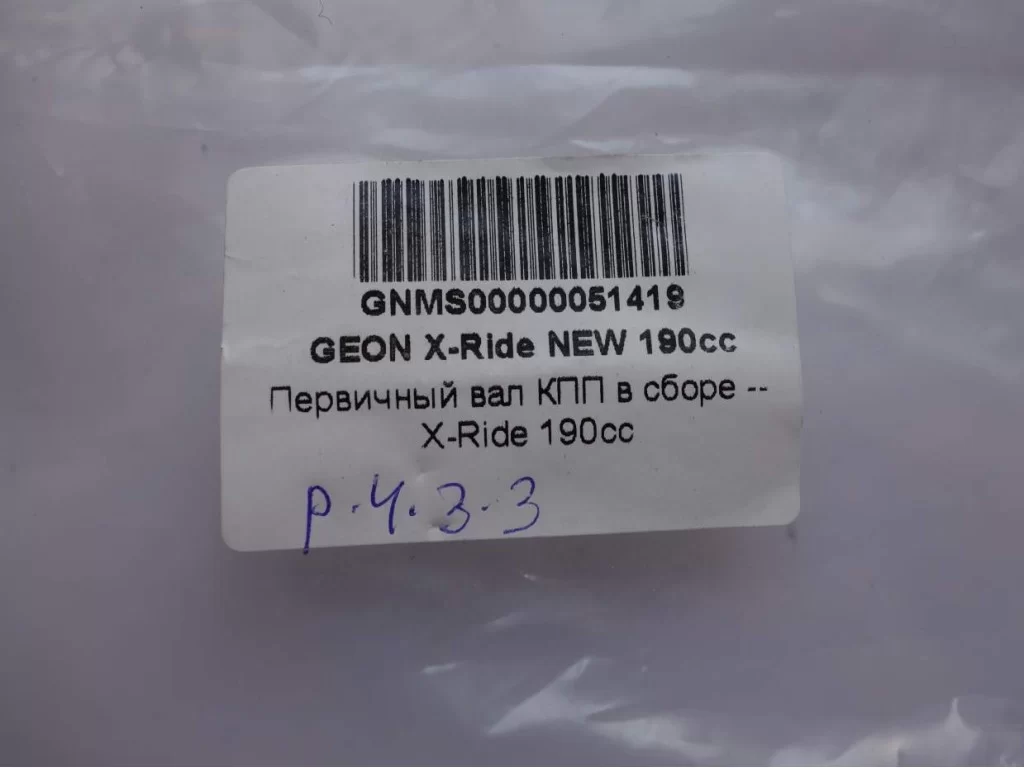 GNMS00000051419
GEON X-Ride NEW 190cc
Первичный вал КПП в сборе --
X-Ride 190cc
р.4.3.3